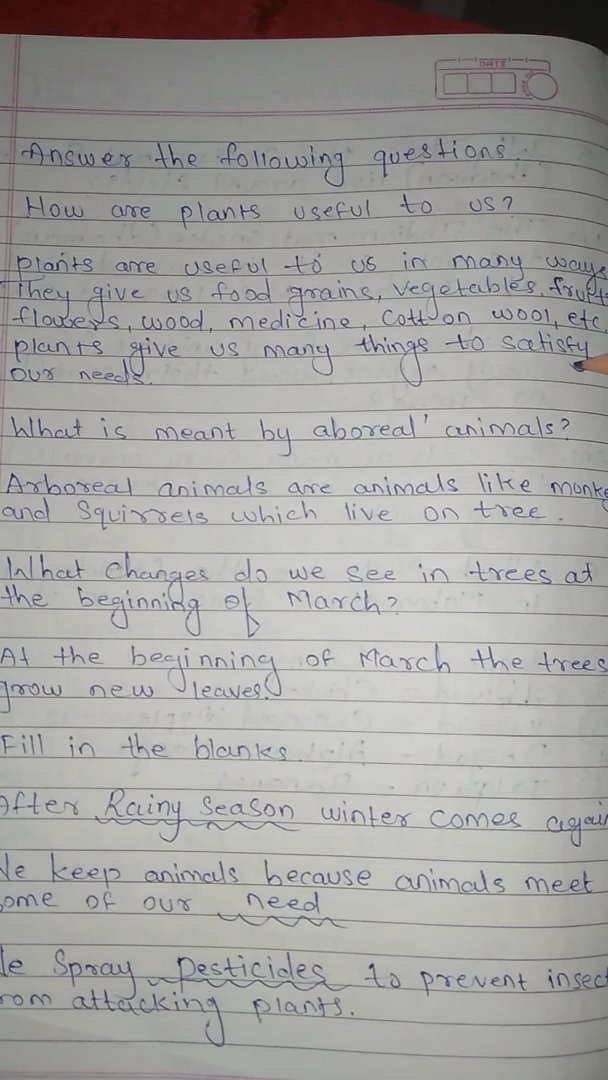 DATE
Answer the following questions.
How are plants useful to us?
plants are useful to us in many ways
They give us food grains, vegetables, fruits
flowers, wood, medicine, cotton wool, etc.
plants give us many things to satisfy
our needs.
What is meant by aboreal' animals?
Arboreal animals are animals like monke
and Squirrels which live on tree.
What changes do we see in trees at
the beginning of March?
At the beginning of March the trees
grow new leaves.
Fill in the blanks.
After Rainy Season winter comes again
We keep animals because animals meet
some of our need
We Spray pesticides to prevent insect
from attacking plants.